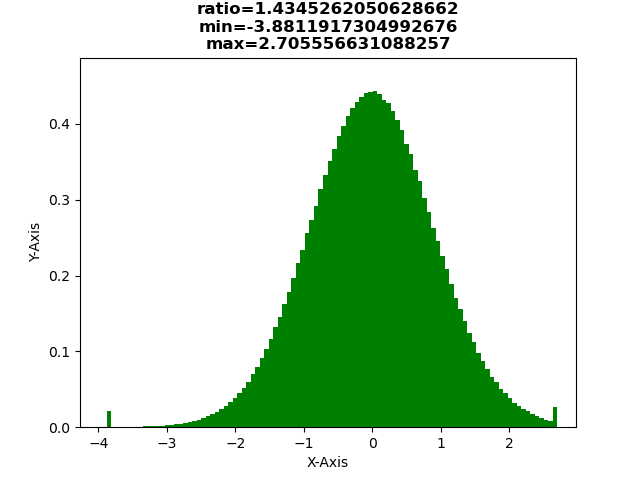 ratio=1.4345262050628662
min=-3.8811917304992676
max=2.705556631088257
0.4
0.3
0.2
0.1
0.0
Y-Axis
−4
−3
−2
−1
0
1
2
X-Axis